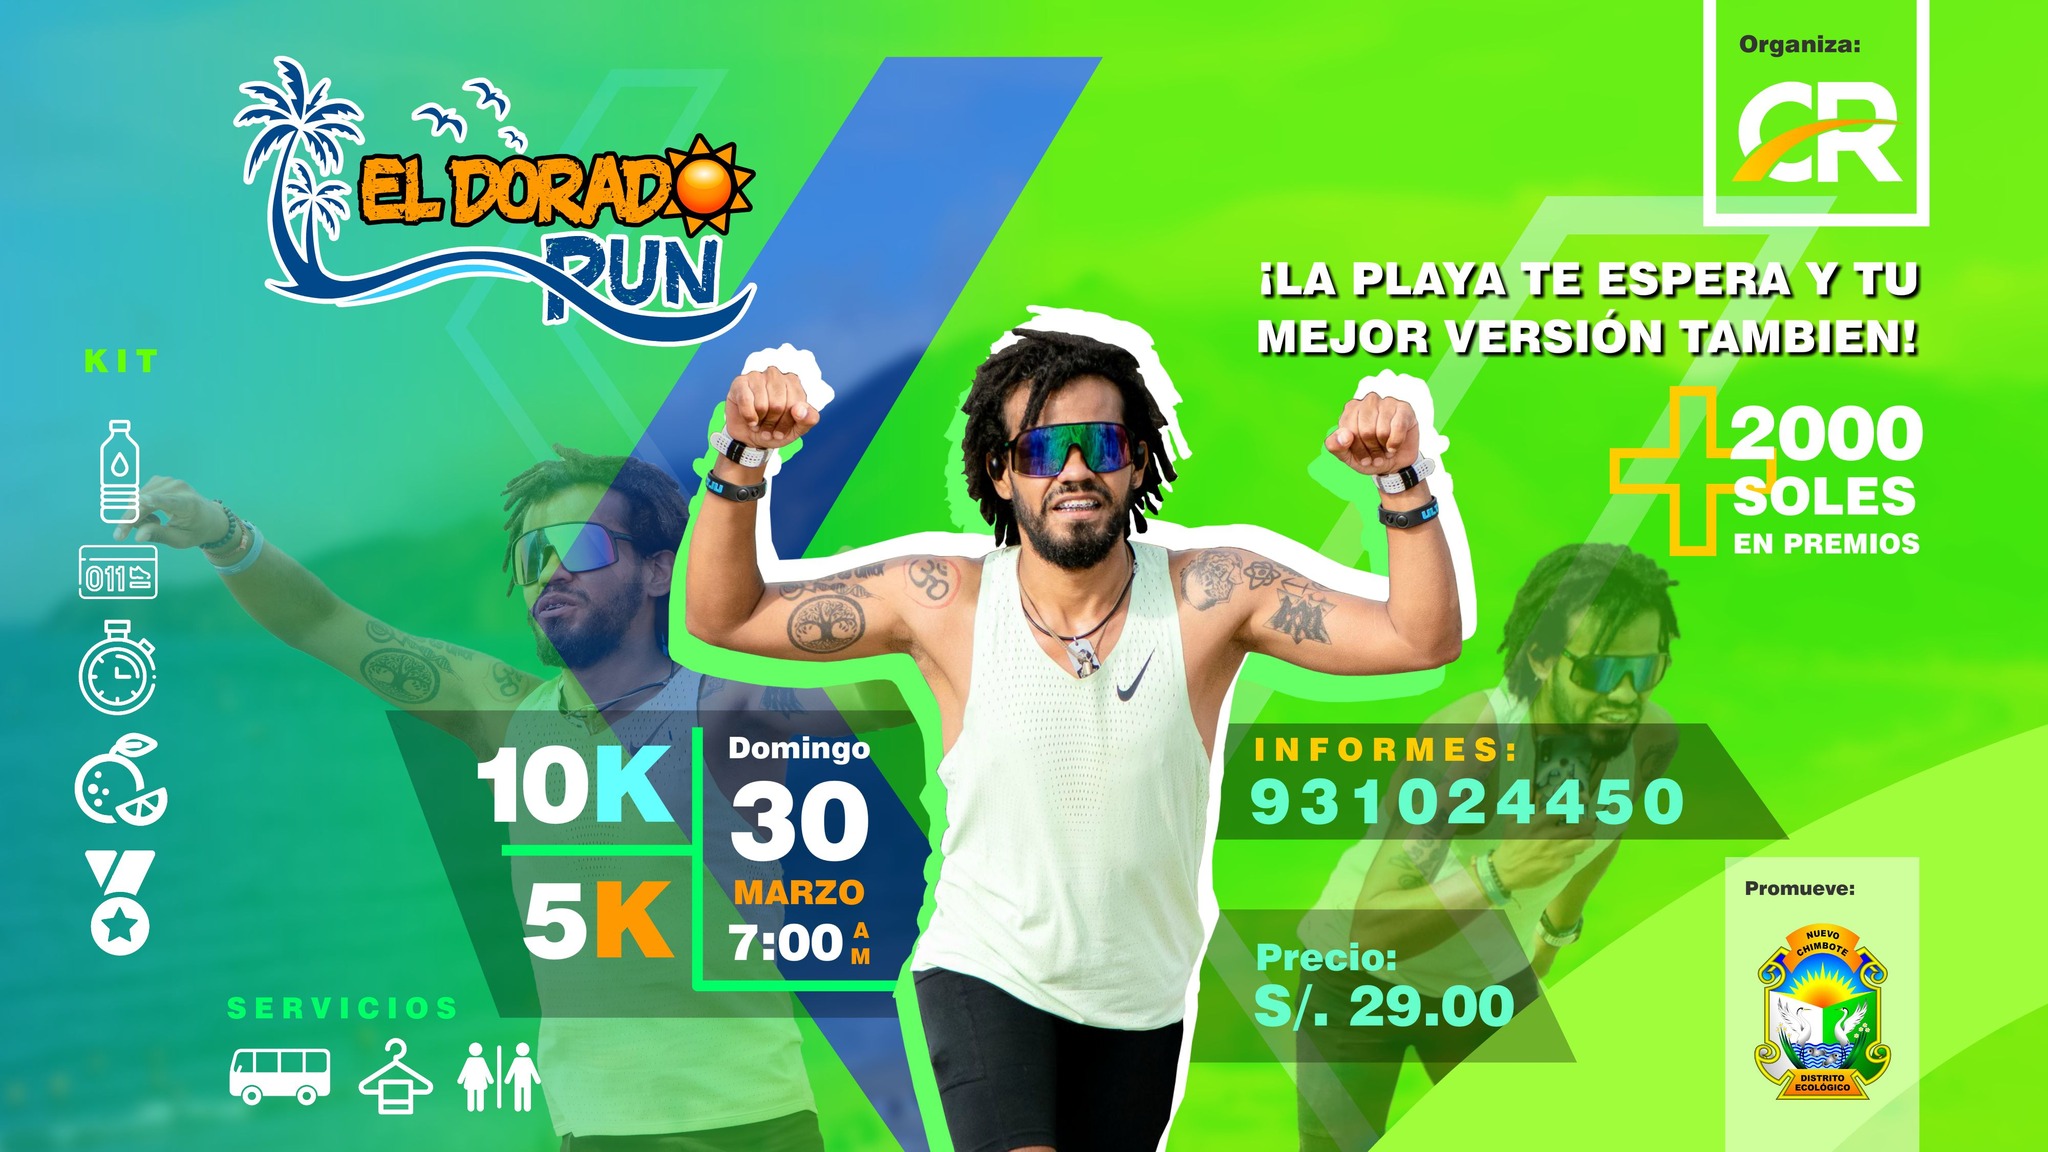 EL DORADO
RUN
Organiza:
CR
¡LA PLAYA TE ESPERA Y TU
MEJOR VERSIÓN TAMBIEN!
+2000
SOLES
EN PREMIOS
KIT
011
10K
5K
Domingo
30
MARZO
7:00 AM
INFORMES:
931024450
Precio:
S/. 29.00
SERVICIOS
Promueve:
NUEVO
CHIMBOTE
DISTRITO
ECOLÓGICO